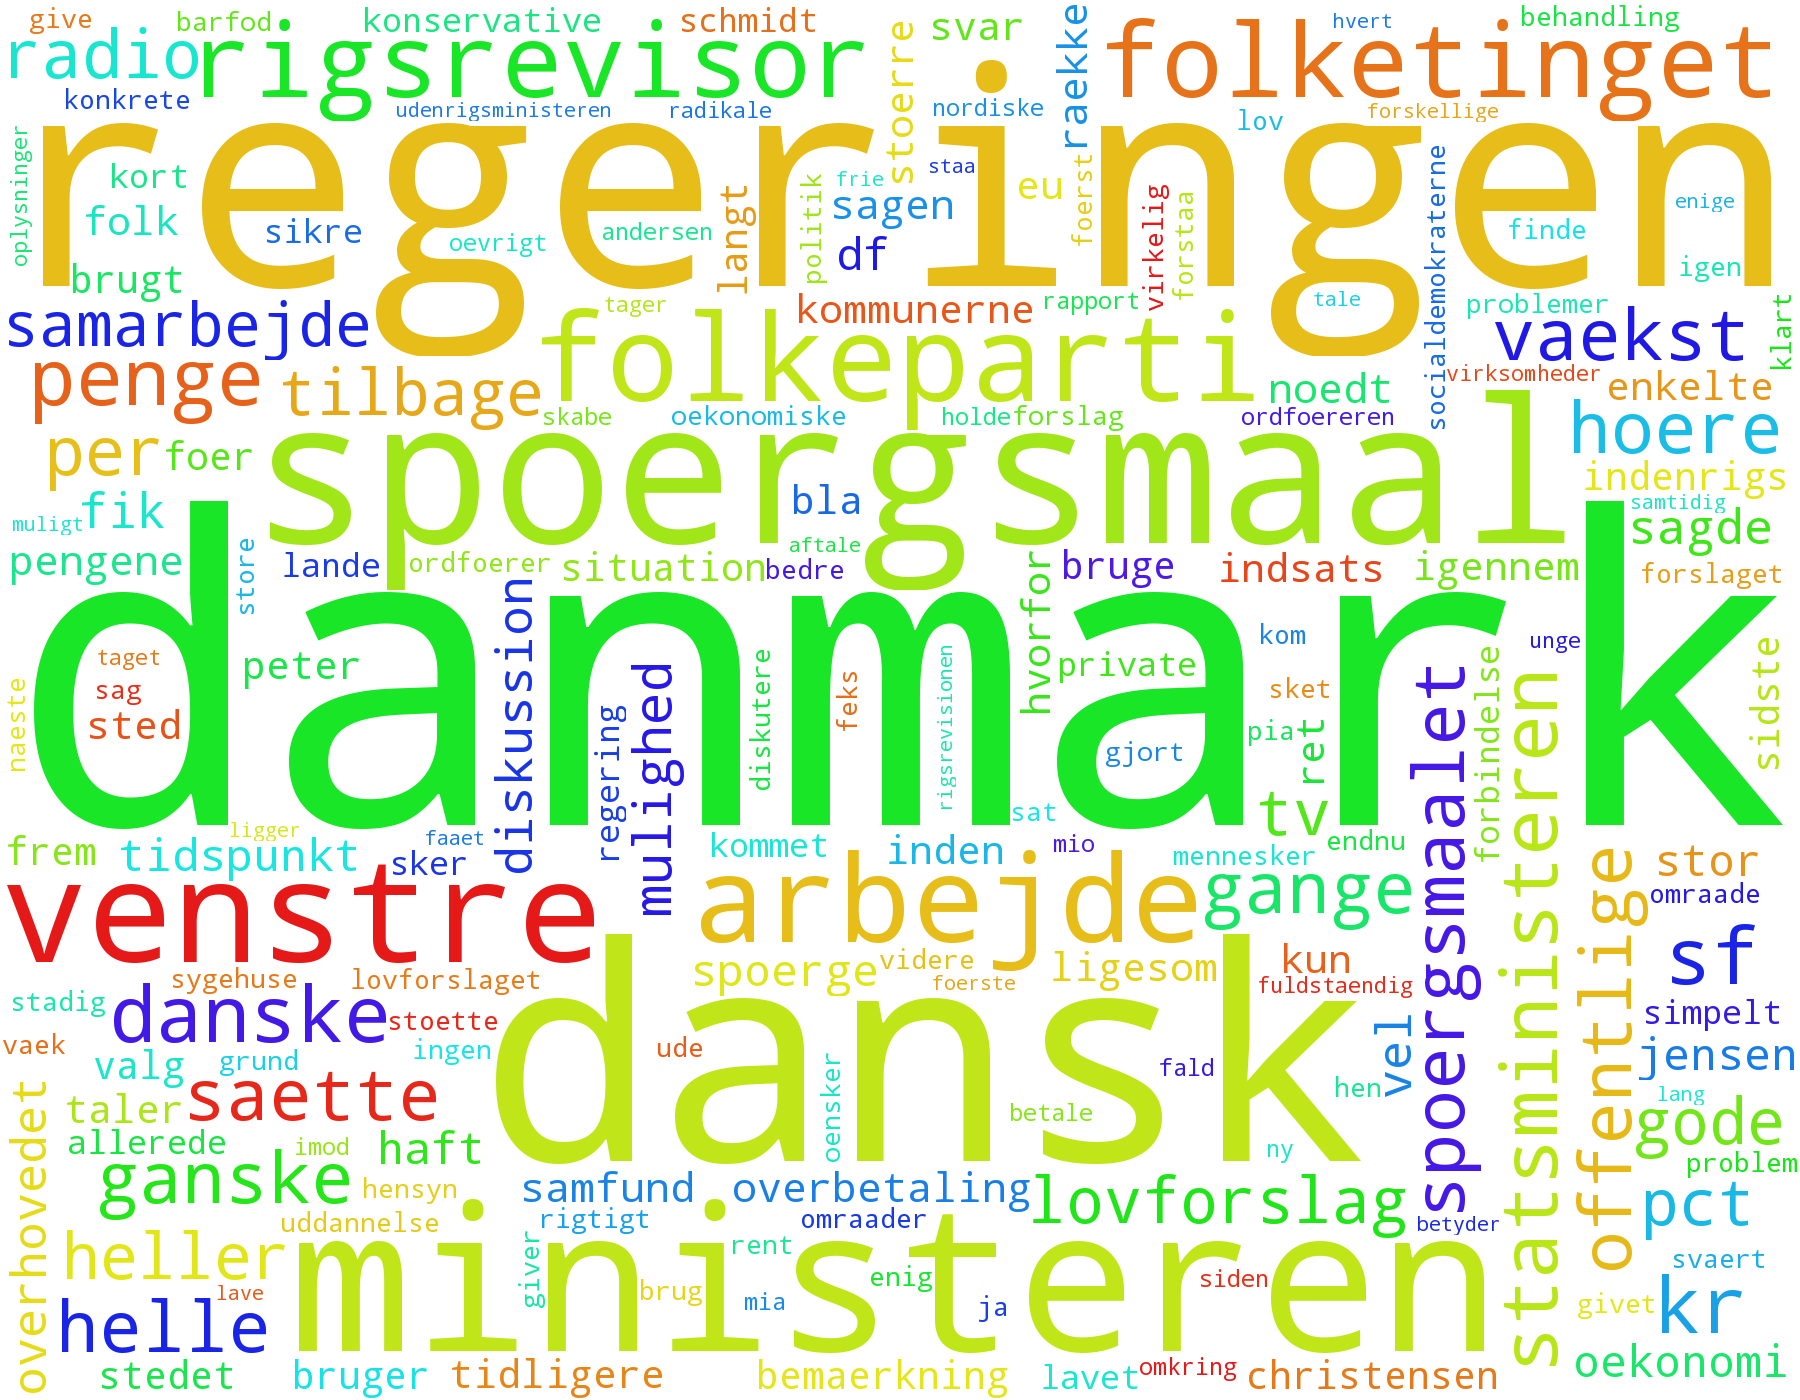 give barfod konservative schmidt svar raekke hvert behandling
radio rigsrevisor stoerre folketinget
konkrete udenrigsministeren radikale nordiske lov forskellige
regeringen
oplysninger kort folk sikre oevrigt andersen langt politik frie sagen staa eu foerst virkelig forstaa enige finde igen
brugt df socialdemokraterne
samarbejde tager kommunerne rapport tale problemer vaekst klart
penge tilbage folkeparti noedt virksomheder enkelte
skabe oekonomiske holde forslag ordfoereren hoere
per foer spoergsmaal indenrigs
muligt fik bla samtidig sagde
pengene store lande ordfoerer situation aftale bedre hvorfor bruge indsats igennem forslaget
danmark
taget sag sted naeste peter diskussion regering mulighed diskutere feks rigsrevisionen private gjort kom sket pia ret unge spoergsmaalet forbindelse statsministeren sidste
ligger sat tv
frem tidspunkt faaet sker kommet inden mio mennesker endnu offentlige stor
venstre arbejde gange omraade
sygehuse lovforslaget spoerge videre foerste ligesom kun fuldstaendig sf
stadig danske stoette dansk simpelt
vaek valg grund ingen ude fald vel jensen
overhovedet saette oensker betale hen lang
taler gode
allerede imod haft ny problem
ganske hensyn samfund overbetaling lovforslag pct
uddannelse rigtigt omraader betyder
heller giver ministeren rent svaert
lave brug mia enig ja siden givet kr
helle
stedet bruger tidligere bemaerkning lavet omkring christensen oekonomi